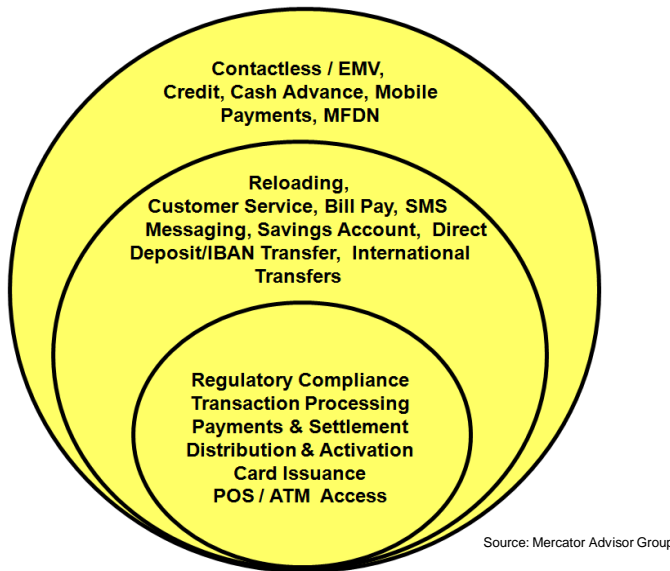 Contactless / EMV,
Credit, Cash Advance, Mobile
Payments, MFDN
Reloading,
Customer Service, Bill Pay, SMS
Messaging, Savings Account, Direct
Deposit/IBAN Transfer, International
Transfers
Regulatory Compliance
Transaction Processing
Payments & Settlement
Distribution & Activation
Card Issuance
POS / ATM Access
Source: Mercator Advisor Group